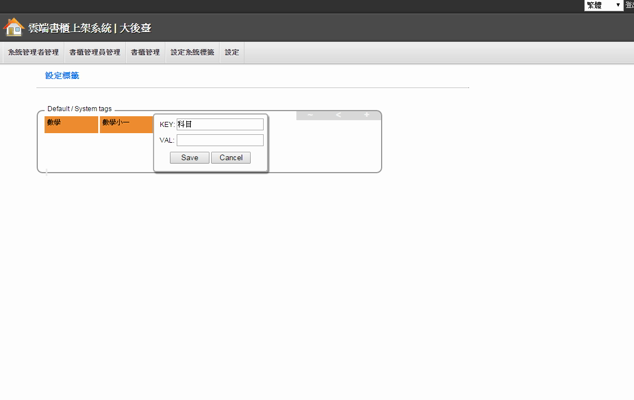 繁體
登
雲端書櫃上架系統 | 大後臺
系統管理者管理 書櫃管理員管理 書櫃管理 設定系統標籤 設定
設定標籤
Default / System tags
數學 數學小一
− < +
KEY: 科目
VAL:
Save Cancel